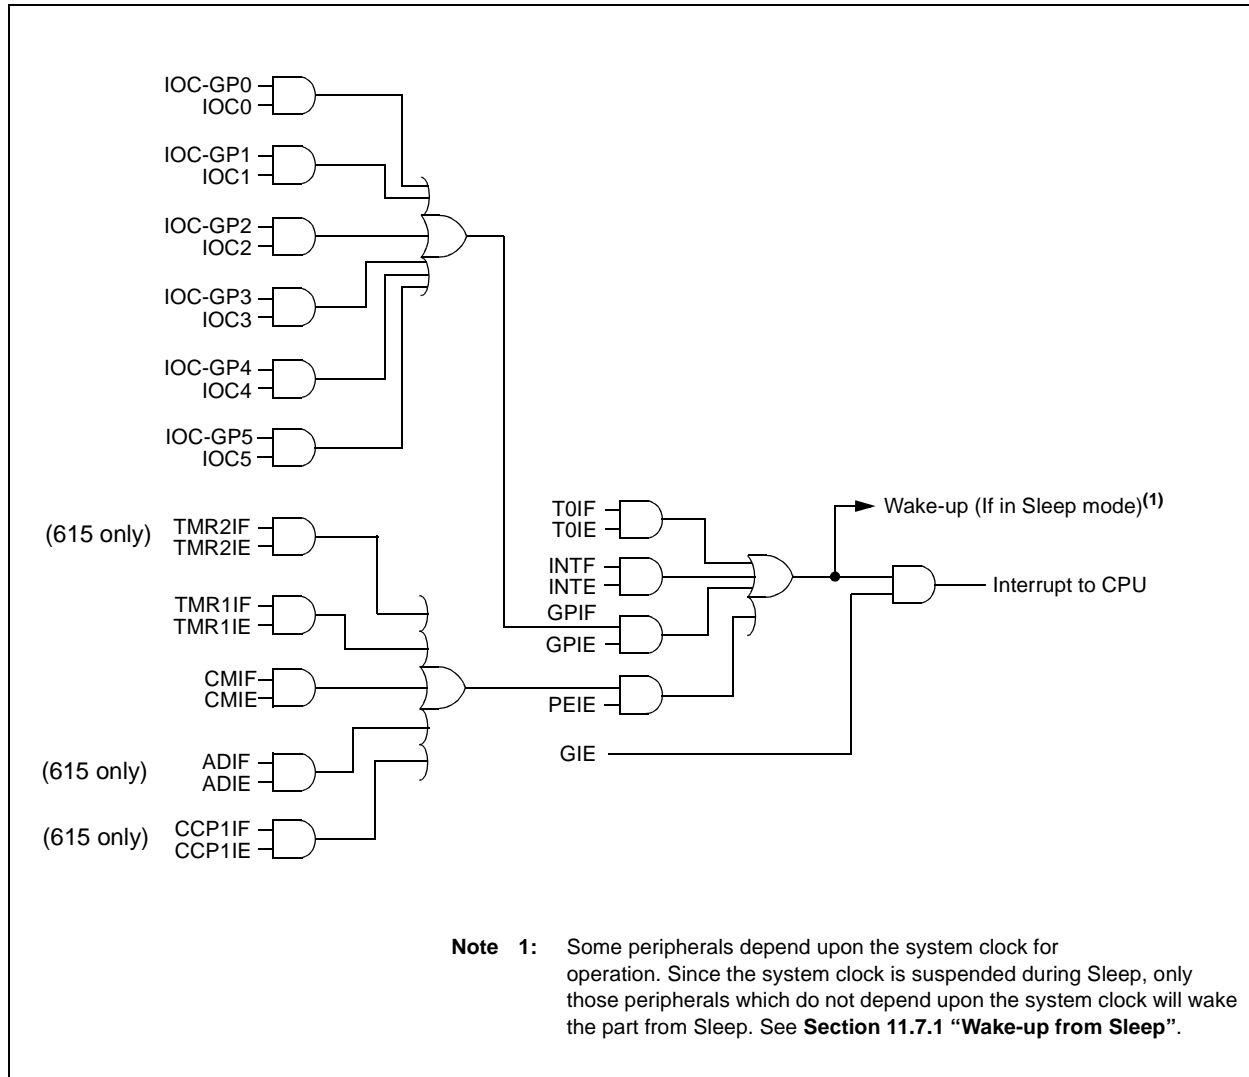 IOC-GP0
IOC0
IOC-GP1
IOC1
IOC-GP2
IOC2
IOC-GP3
IOC3
IOC-GP4
IOC4
IOC-GP5
IOC5
(615 only)
TMR2IF
TMR2IE
TMR1IF
TMR1IE
CMIF
CMIE
(615 only)
ADIF
ADIE
(615 only)
CCP1IF
CCP1IE
T0IF
T0IE
INTF
INTE
GPIF
GPIE
PEIE
GIE
Wake-up (If in Sleep mode)(1)
Interrupt to CPU
Note 1: Some peripherals depend upon the system clock for
operation. Since the system clock is suspended during Sleep, only
those peripherals which do not depend upon the system clock will wake
the part from Sleep. See Section 11.7.1 “Wake-up from Sleep”.